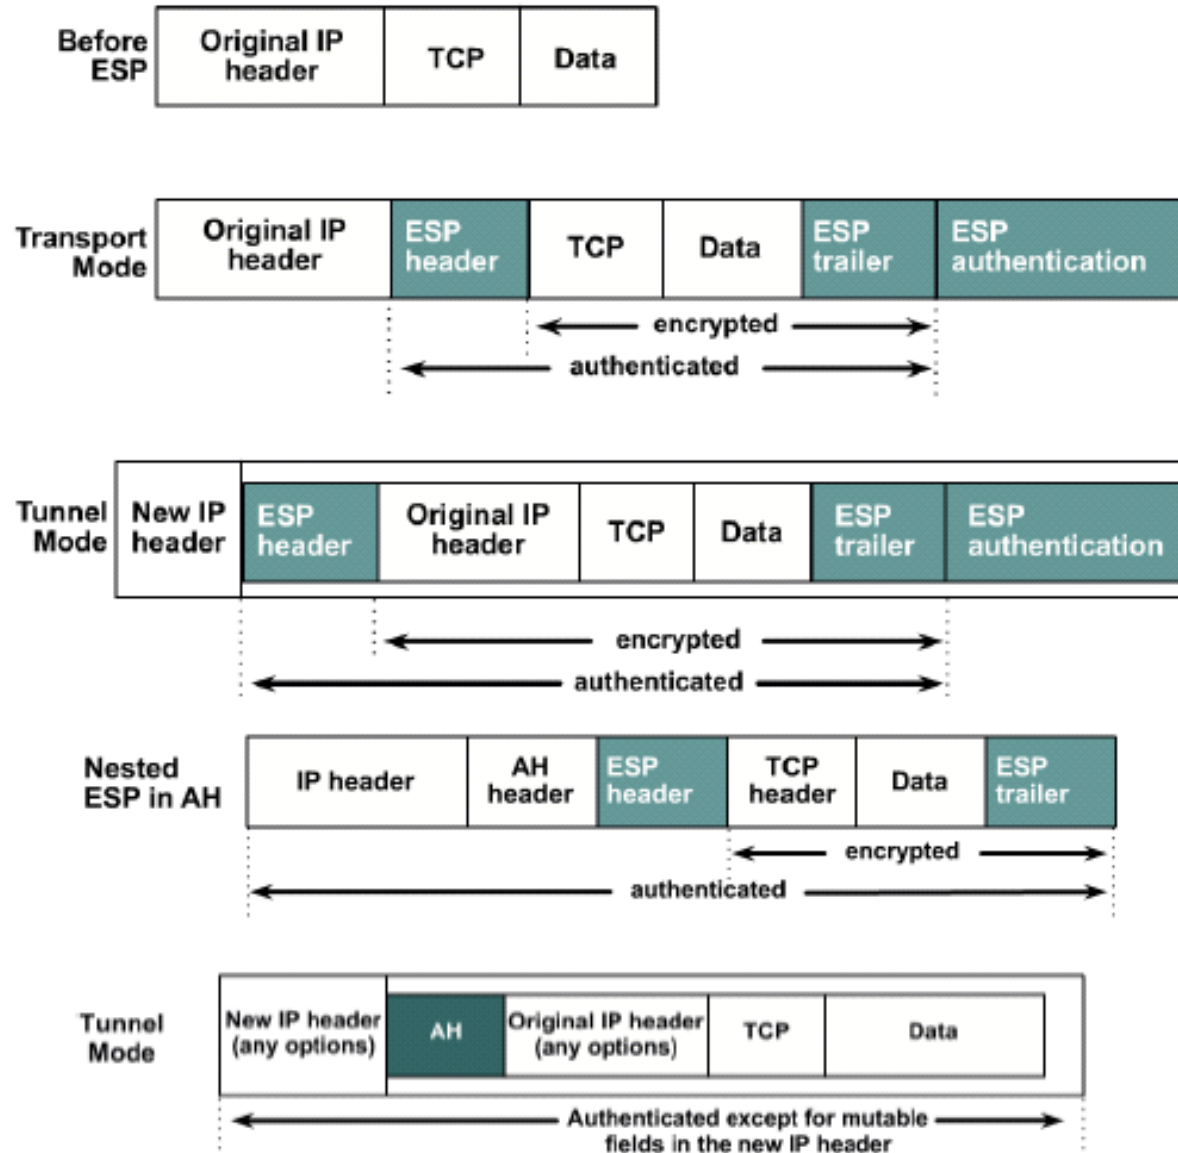 Before
ESP
Original IP
header
TCP
Data
Transport
Mode
Original IP
header
ESP
header
TCP
Data
ESP
trailer
ESP
authentication
encrypted
authenticated
Tunnel
Mode
New IP
header
ESP
header
Original IP
header
TCP
Data
ESP
trailer
ESP
authentication
encrypted
authenticated
Nested
ESP in AH
IP header
AH
header
ESP
header
TCP
header
Data
ESP
trailer
encrypted
authenticated
Tunnel
Mode
New IP header
(any options)
AH
Original IP header
(any options)
TCP
Data
Authenticated except for mutable
fields in the new IP header